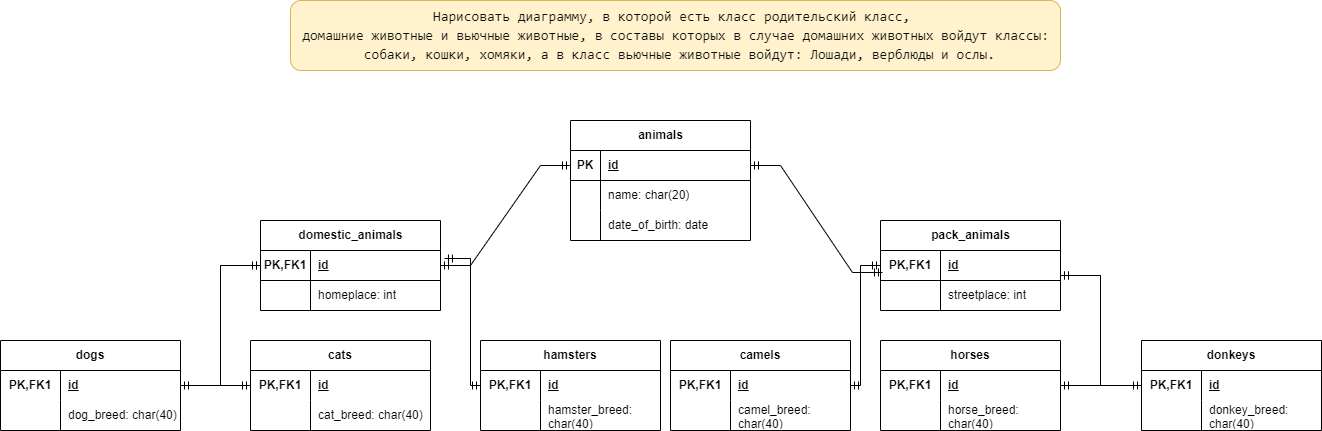 Нарисовать диаграмму, в которой есть класс родительский класс,
домашние животные и вьючные животные, в составы которых в случае домашних животных войдут классы:
собаки, кошки, хомяки, а в класс вьючные животные войдут: Лошади, верблюды и ослы.
animals
PK id
name: char(20)
date_of_birth: date
domestic_animals
PK,FK1 id
homeplace: int
pack_animals
PK,FK1 id
streetplace: int
dogs
PK,FK1 id
dog_breed: char(40)
cats
PK,FK1 id
cat_breed: char(40)
hamsters
PK,FK1 id
hamster_breed:
char(40)
camels
PK,FK1 id
camel_breed:
char(40)
horses
PK,FK1 id
horse_breed:
char(40)
donkeys
PK,FK1 id
donkey_breed:
char(40)